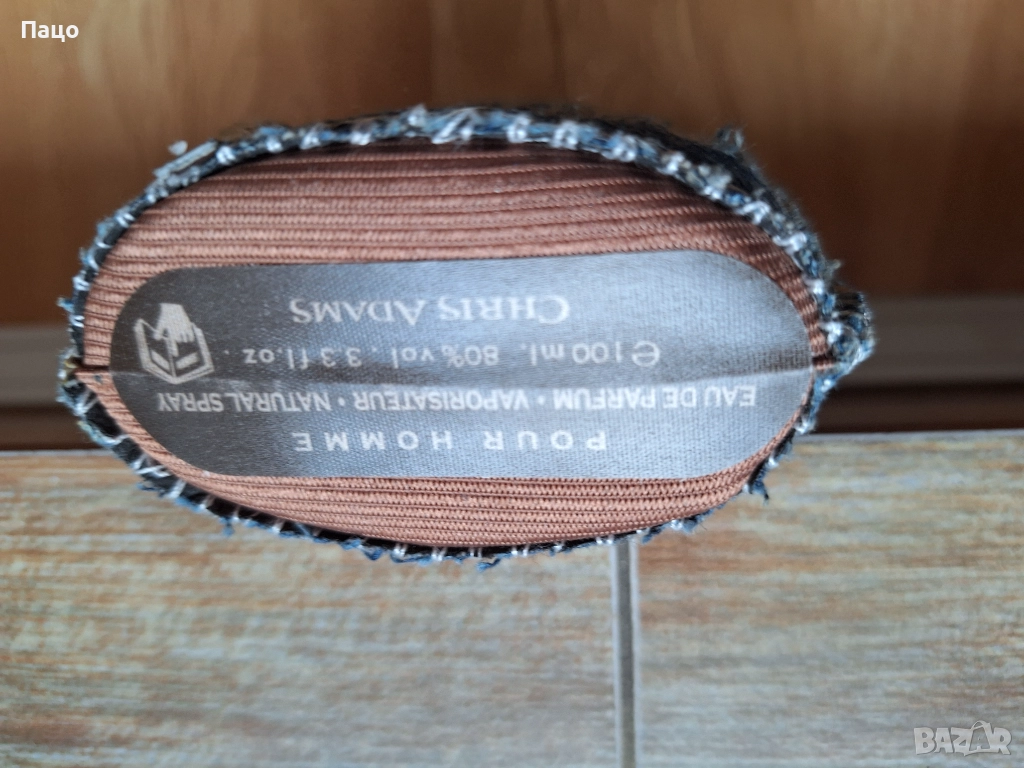 Пацо
POUR HOMME
EAU DE PARFUM • VAPORISATEUR • NATURAL SPRAY
℮100 ml. 80% vol. 3.3 fl.oz.
CHRIS ADAMS
BAZAR